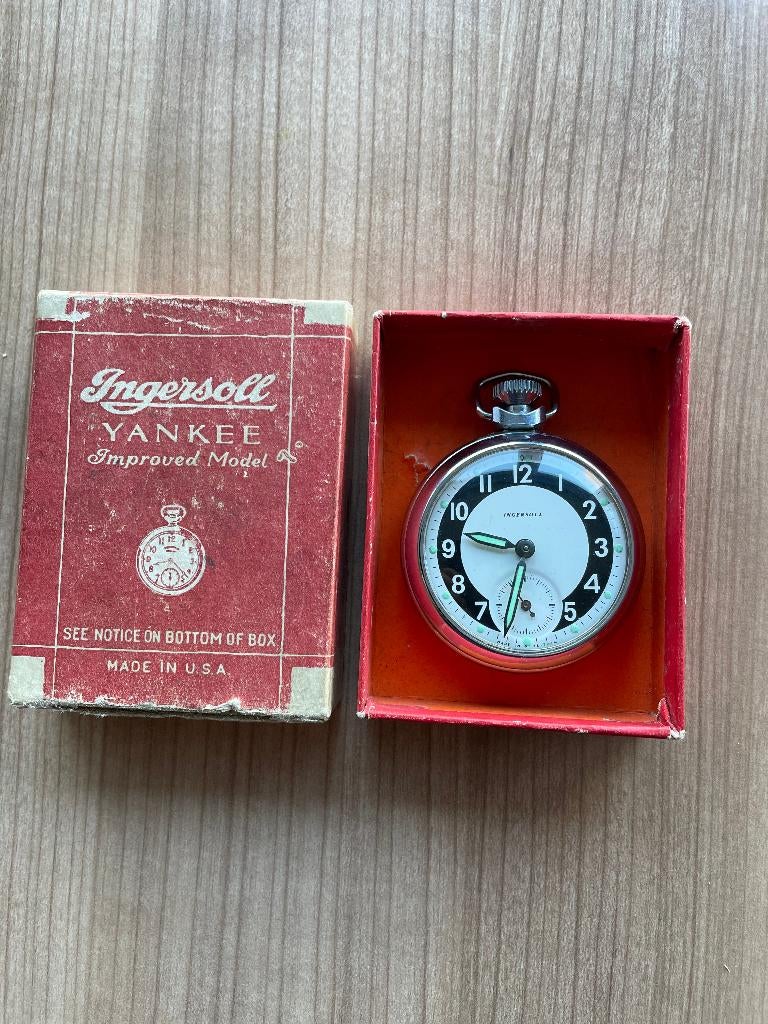 Ingersoll
YANKEE
Improved Model
SEE NOTICE ON BOTTOM OF BOX
MADE IN U.S.A.
12
11
1
10
2
INGERSOLL
9
3
8
4
7
5